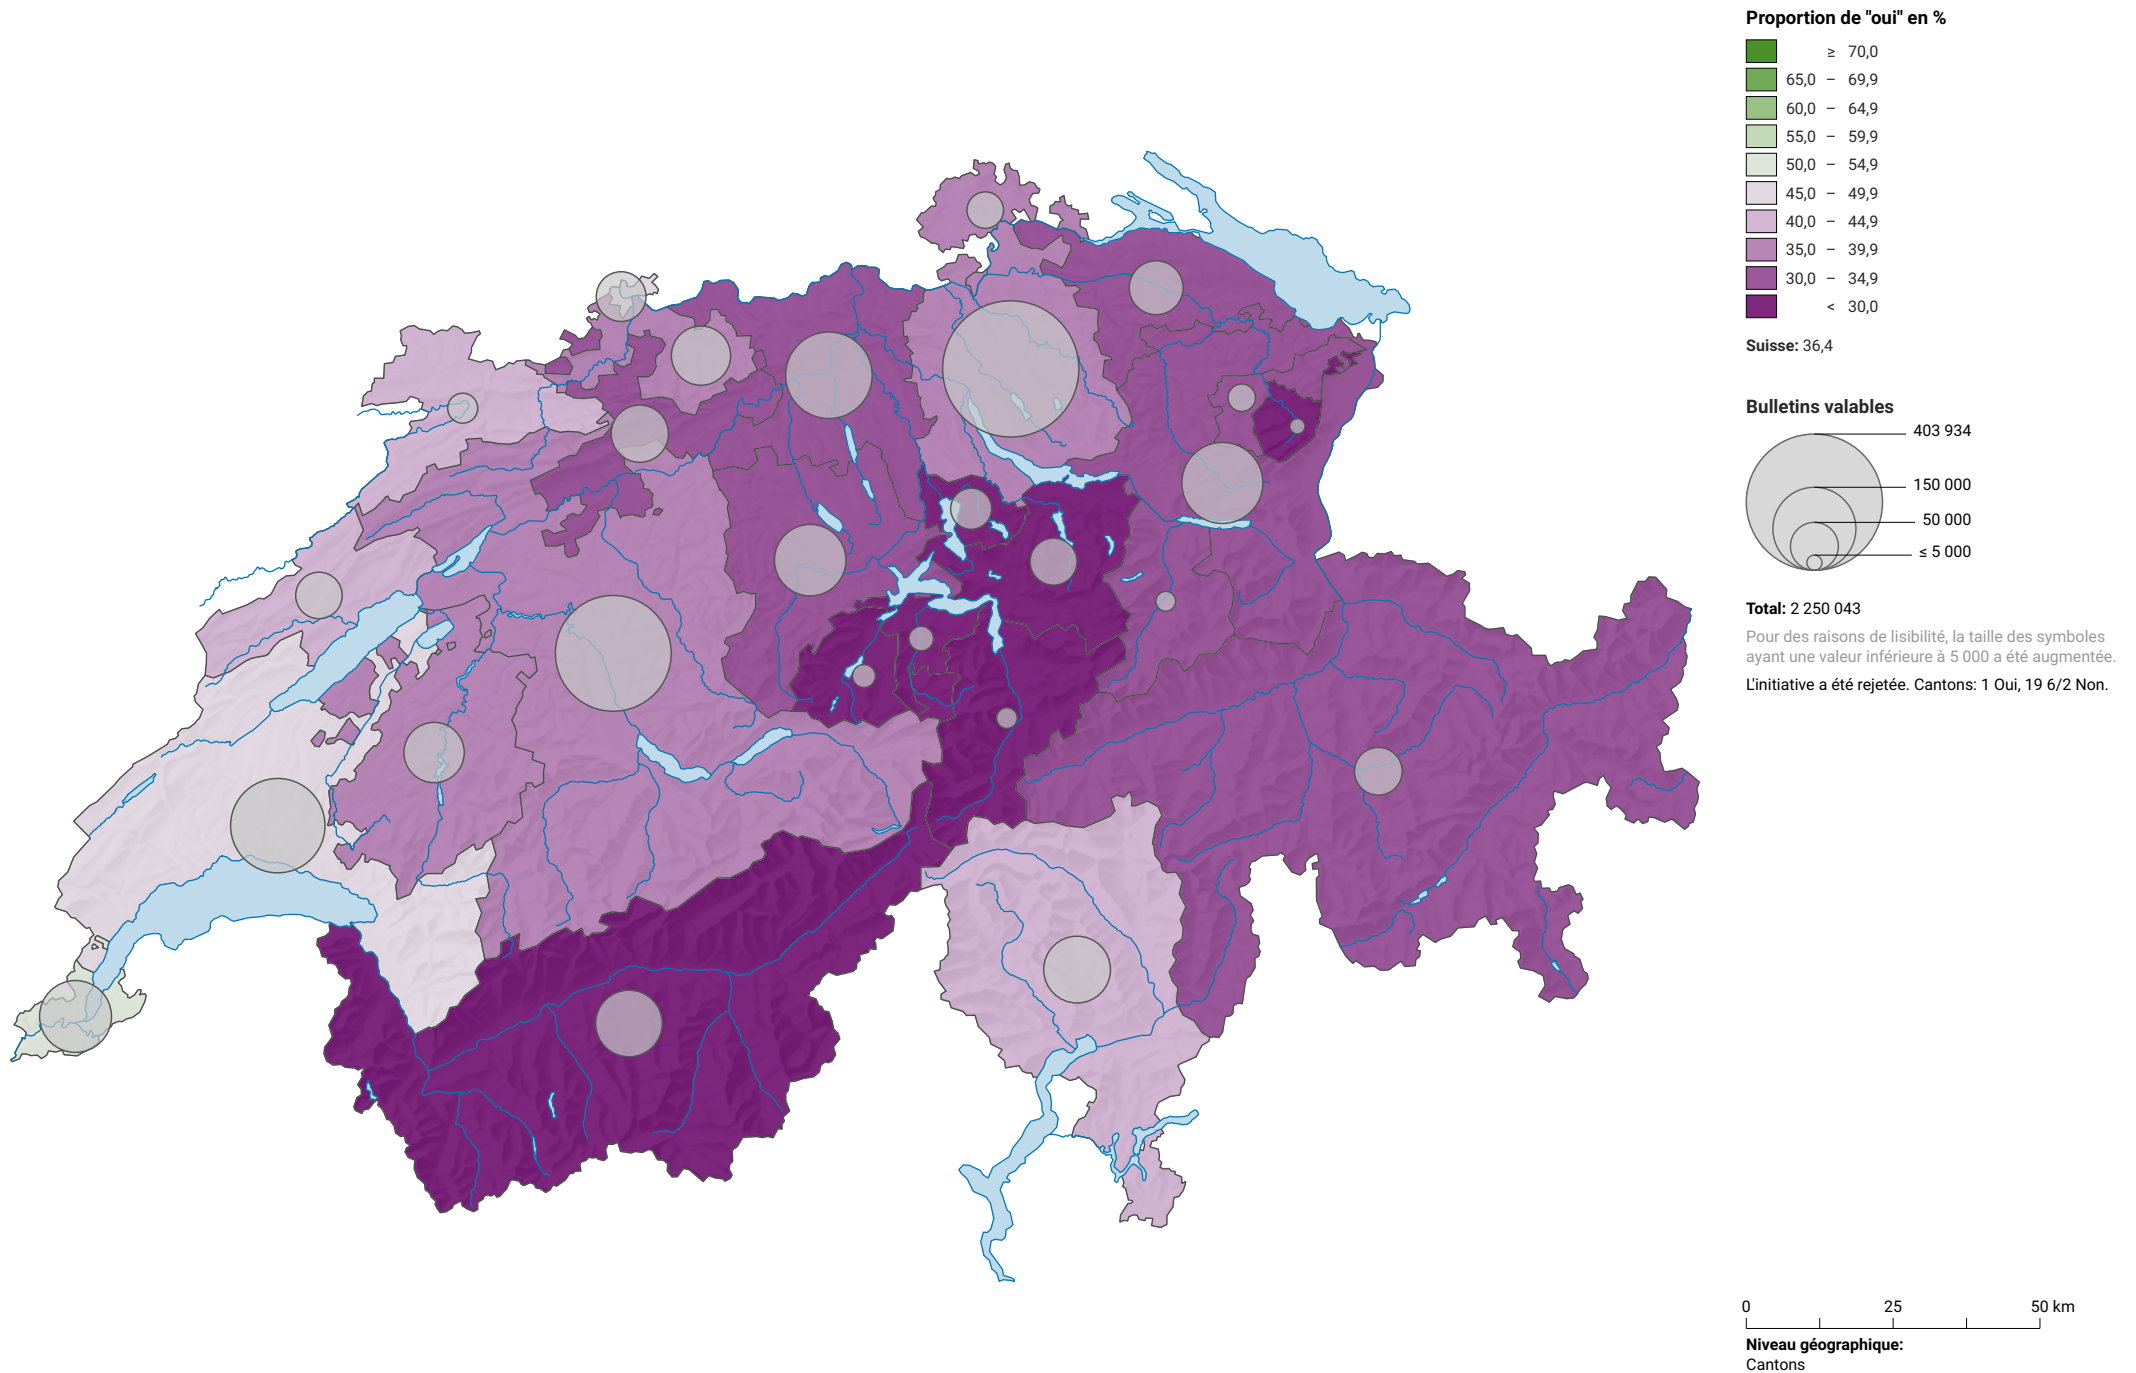 Proportion de "oui" en %
≥ 70,0
65,0 – 69,9
60,0 – 64,9
55,0 – 59,9
50,0 – 54,9
45,0 – 49,9
40,0 – 44,9
35,0 – 39,9
30,0 – 34,9
< 30,0
Suisse: 36,4
Bulletins valables
403 934
150 000
50 000
≤ 5 000
Total: 2 250 043
Pour des raisons de lisibilité, la taille des symboles
ayant une valeur inférieure à 5 000 a été augmentée.
L'initiative a été rejetée. Cantons: 1 Oui, 19 6/2 Non.
0 25 50 km
Niveau géographique:
Cantons